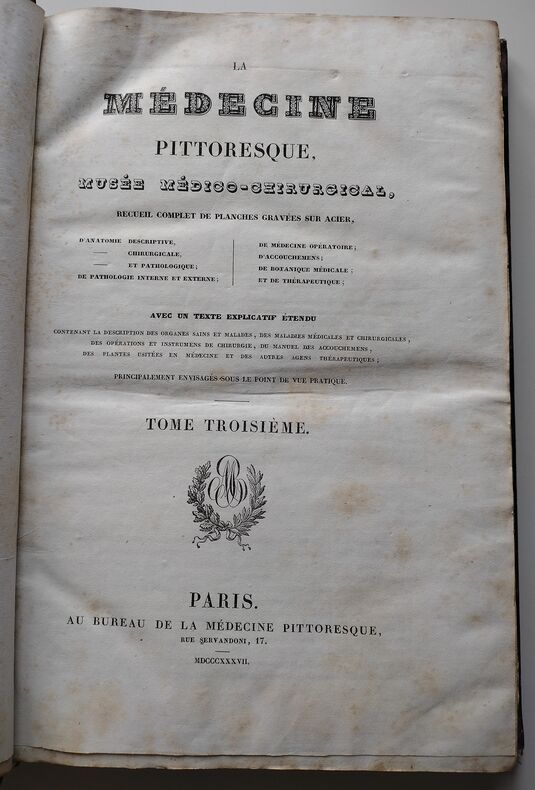 LA
MÉDECINE
PITTORESQUE,
MUSÉE MÉDICO-CHIRURGICAL,
RECUEIL COMPLET DE PLANCHES GRAVÉES SUR ACIER,
D'ANATOMIE DESCRIPTIVE,
—— CHIRURGICALE,
—— ET PATHOLOGIQUE;
DE PATHOLOGIE INTERNE ET EXTERNE;
DE MÉDECINE OPÉRATOIRE;
D'ACCOUCHEMENS;
DE BOTANIQUE MÉDICALE;
ET DE THÉRAPEUTIQUE;
AVEC UN TEXTE EXPLICATIF ÉTENDU
CONTENANT LA DESCRIPTION DES ORGANES SAINS ET MALADES, DES MALADIES MÉDICALES ET CHIRURGICALES,
DES OPÉRATIONS ET INSTRUMENS DE CHIRURGIE, DU MANUEL DES ACCOUCHEMENS,
DES PLANTES USITÉES EN MÉDECINE ET DES AUTRES AGENS THÉRAPEUTIQUES;
PRINCIPALEMENT ENVISAGÉS SOUS LE POINT DE VUE PRATIQUE.
TOME TROISIÈME.
PARIS.
AU BUREAU DE LA MÉDECINE PITTORESQUE,
RUE SERVANDONI, 17.
MDCCCXXXVII.